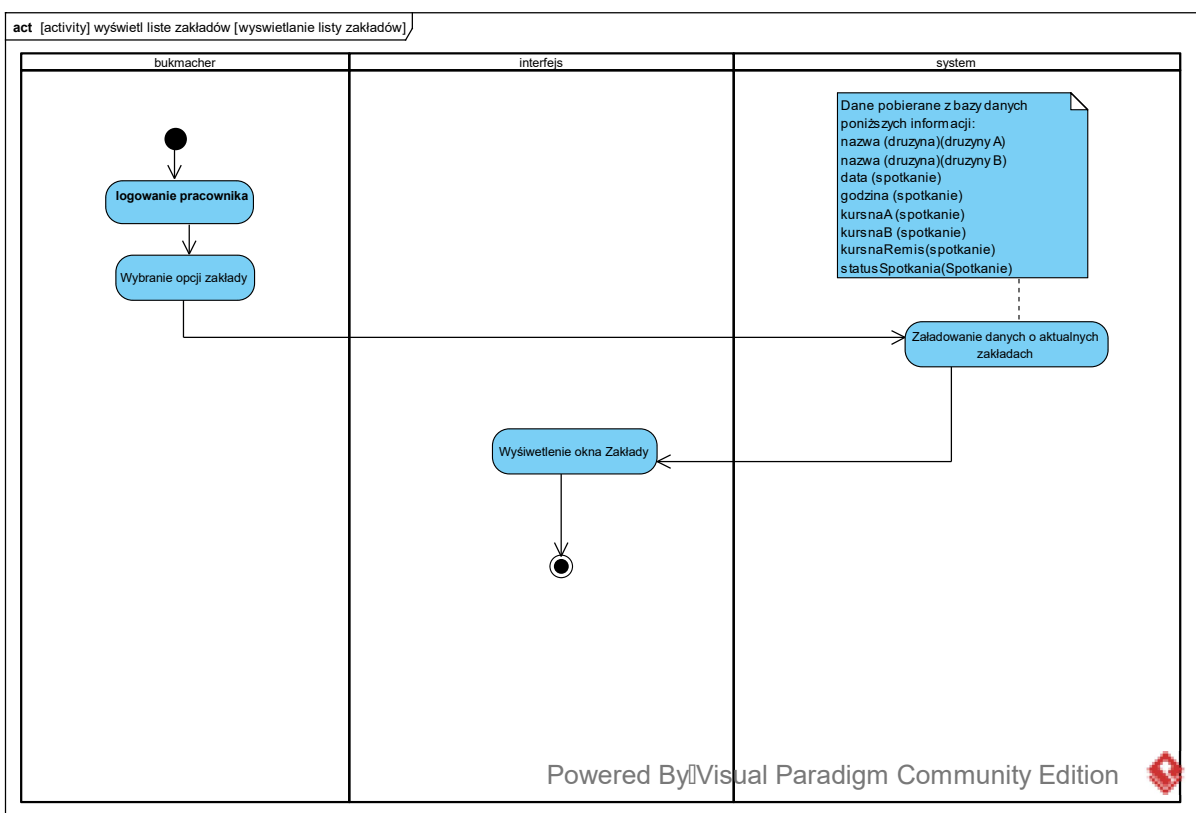 act [activity] wyświetl liste zakładów [wyswietlanie listy zakładów]
bukmacher
interfejs
system
Dane pobierane z bazy danych
poniższych informacji:
nazwa (druzyna)(druzyny A)
nazwa (druzyna)(druzyny B)
data (spotkanie)
godzina (spotkanie)
kursnaA (spotkanie)
kursnaB (spotkanie)
kursnaRemis(spotkanie)
statusSpotkania(Spotkanie)
logowanie pracownika
Wybranie opcji zakłady
Załadowanie danych o aktualnych
zakładach
Wyśiwetlenie okna Zakłady
Powered By Visual Paradigm Community Edition